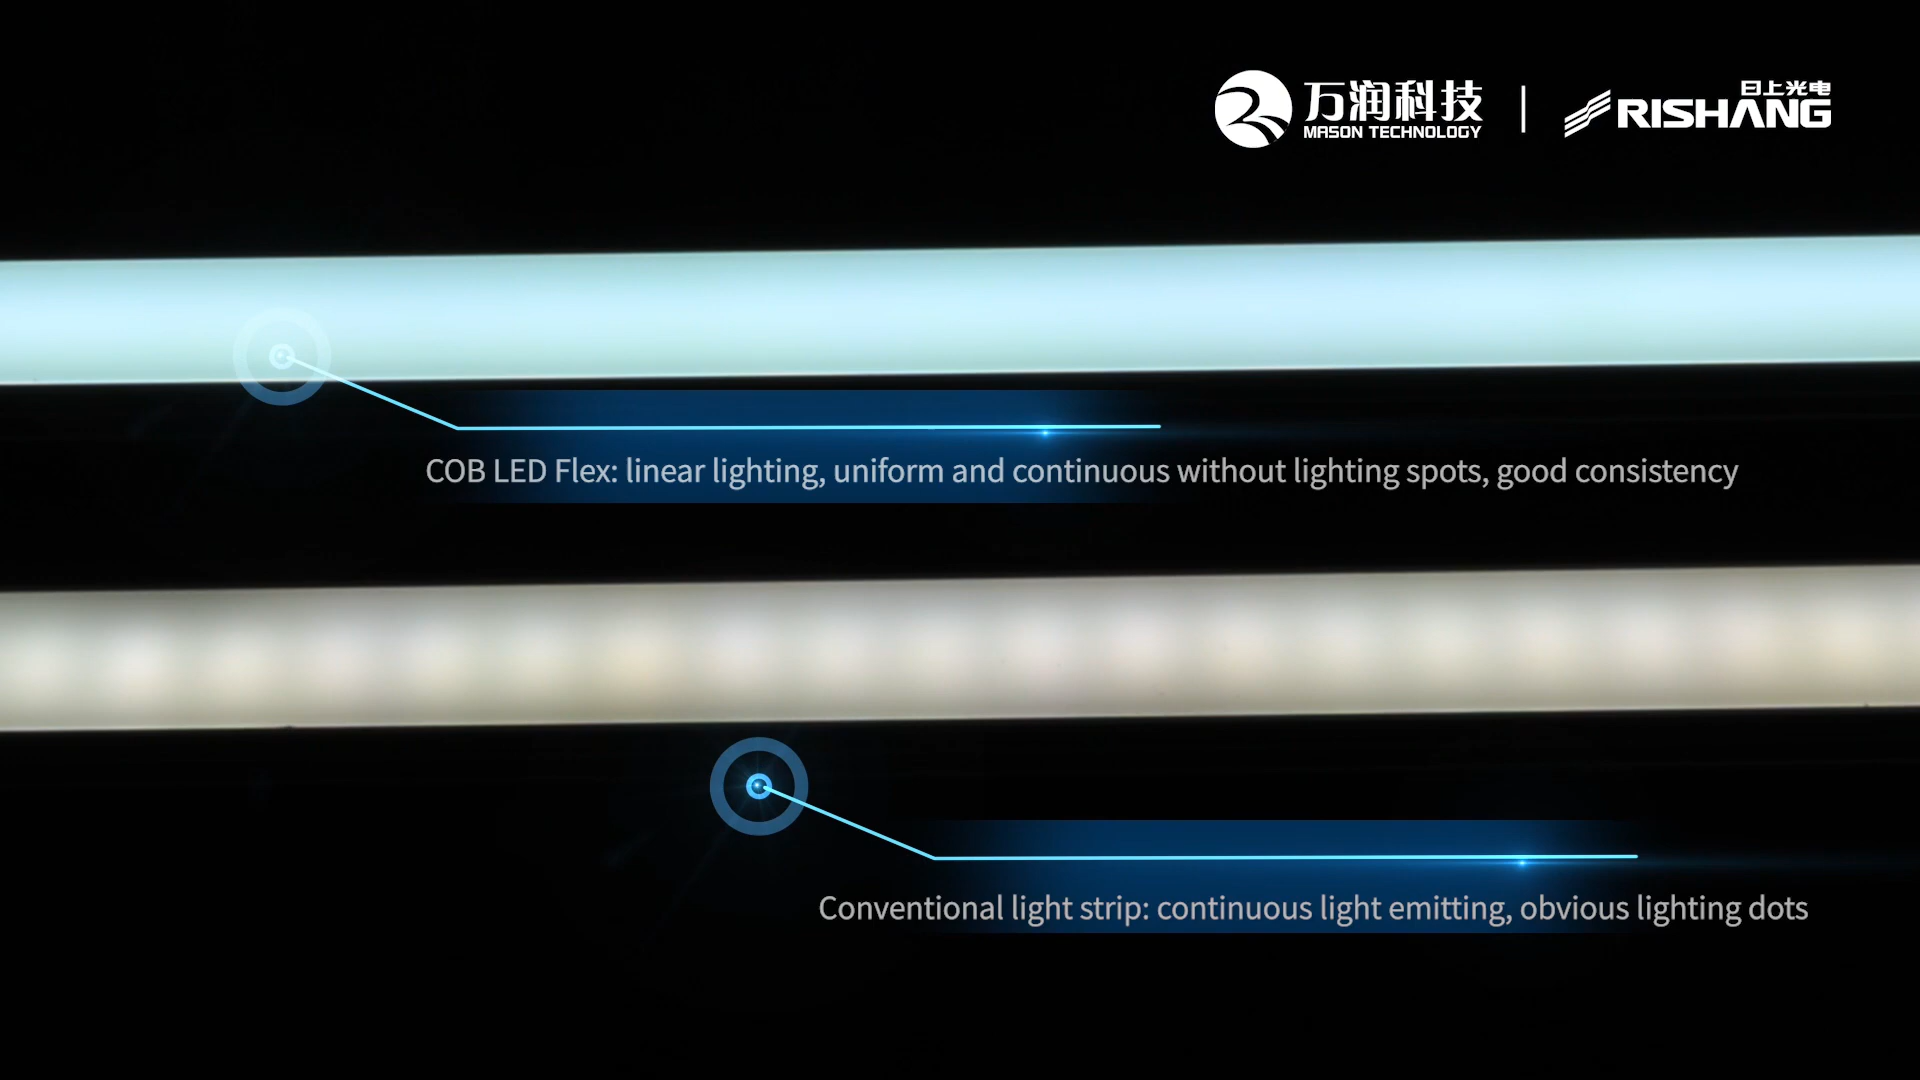 万润科技
MASON TECHNOLOGY
日上光电
RISHANG
COB LED Flex: linear lighting, uniform and continuous without lighting spots, good consistency
Conventional light strip: continuous light emitting, obvious lighting dots